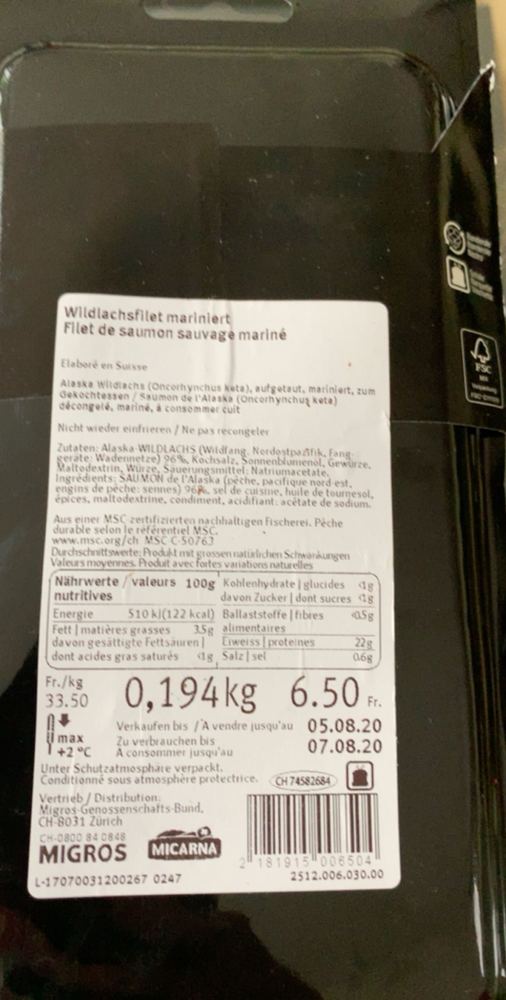 Wildlachsfilet mariniert
Filet de saumon sauvage mariné
Elaboré en Suisse
Alaska Wildlachs (Oncorhynchus keta), aufgetaut, mariniert, zum
Gekochtessen / Saumon de l'Alaska (Oncorhynchus keta)
décongelé, mariné, à consommer cuit
Nicht wieder einfrieren / Ne pas recongeler
Zutaten: Alaska-WILDLACHS (Wildfang, Nordostpazifik, Fang-
geräte: Wadennetze) 96%, Kochsalz, Sonnenblumenöl, Gewürze,
Maltodextrin, Würze, Säuerungsmittel: Natriumacetate.
Ingrédients: SAUMON de l'Alaska (pêche, pacifique nord-est,
engins de pêche: sennes) 96%, sel de cuisine, huile de tournesol,
épices, maltodextrine, condiment, acidifiant: acétate de sodium.
Aus einer MSC-zertifizierten nachhaltigen Fischerei. Pêche
durable selon le référentiel MSC.
www.msc.org/ch MSC-C-50763
Durchschnittswerte: Produkt mit grossen natürlichen Schwankungen
Valeurs moyennes. Produit avec fortes variations naturelles
Nährwerte / valeurs 100g nutritives
Energie 510 kJ (122 kcal)
Fett | matières grasses 3.5g
davon gesättigte Fettsäuren |
dont acides gras saturés <1g
Kohlenhydrate | glucides <1g
davon Zucker | dont sucres <1g
Ballaststoffe | fibres <0.5g
alimentaires
Eiweiss | protéines 22g
Salz | sel 0.6g
Fr./kg
33.50 0,194kg 6.50 Fr.
max
+2 °C
Verkaufen bis / A vendre jusqu'au 05.08.20
Zu verbrauchen bis
A consommer jusqu'au 07.08.20
Unter Schutzatmosphäre verpackt.
Conditionné sous atmosphère protectrice. CH 74582684
Vertrieb / Distribution:
Migros-Genossenschafts-Bund,
CH-8031 Zürich
CH-0800 84 0848
MIGROS MICARNA
2 181915 006504
L-17070031200267 0247 2512.006.030.00
FSC